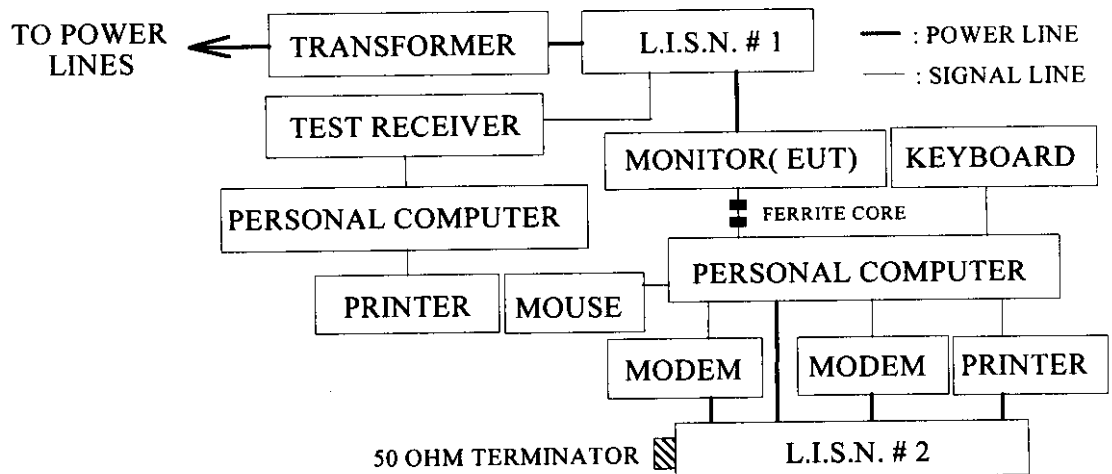 TO POWER
LINES
TRANSFORMER
L.I.S.N. # 1
: POWER LINE
: SIGNAL LINE
TEST RECEIVER
MONITOR( EUT)
KEYBOARD
FERRITE CORE
PERSONAL COMPUTER
PERSONAL COMPUTER
PRINTER
MOUSE
MODEM
MODEM
PRINTER
50 OHM TERMINATOR
L.I.S.N. # 2